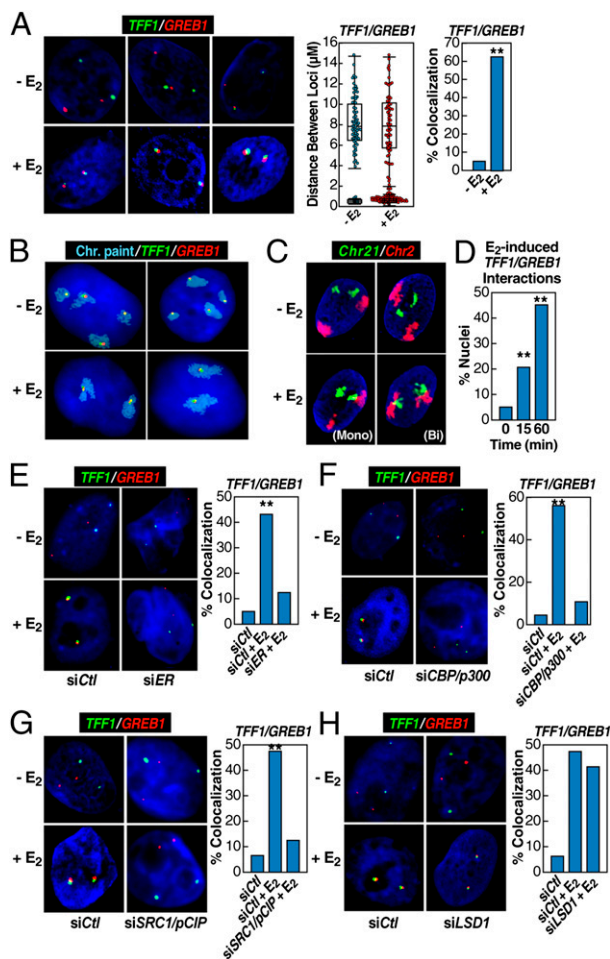 A
TFF1/GREB1
- E2
+ E2
TFF1/GREB1
Distance Between Loci (µM)
16
14
12
10
8
6
4
2
0
- E2
+ E2
TFF1/GREB1
% Colocalization
70
60
50
40
30
20
10
0
**
- E2
+ E2
B
Chr. paint/TFF1/GREB1
- E2
+ E2
C
Chr21/Chr2
- E2
+ E2
(Mono)
(Bi)
D
E2-induced
TFF1/GREB1
Interactions
% Nuclei
50
40
30
20
10
0
**
**
0 15 60
Time (min)
E
TFF1/GREB1
- E2
+ E2
siCtl
siER
TFF1/GREB1
% Colocalization
50
40
30
20
10
0
**
siCtl
siCtl + E2
siER + E2
F
TFF1/GREB1
- E2
+ E2
siCtl
siCBP/p300
TFF1/GREB1
% Colocalization
60
40
20
0
**
siCtl
siCtl + E2
siCBP/p300 + E2
G
TFF1/GREB1
- E2
+ E2
siCtl
siSRC1/pCIP
TFF1/GREB1
% Colocalization
50
40
30
20
10
0
**
siCtl
siCtl + E2
siSRC1/pCIP + E2
H
TFF1/GREB1
- E2
+ E2
siCtl
siLSD1
TFF1/GREB1
% Colocalization
50
40
30
20
10
0
siCtl
siCtl + E2
siLSD1 + E2